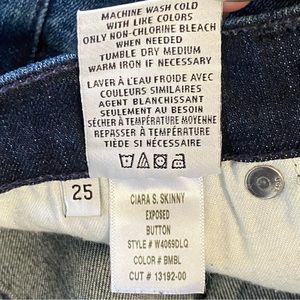 MACHINE WASH COLD
WITH LIKE COLORS
ONLY NON-CHLORINE BLEACH
WHEN NEEDED
TUMBLE DRY MEDIUM
WARM IRON IF NECESSARY
LAVER À L'EAU FROIDE AVEC
COULEURS SIMILAIRES
AGENT BLANCHISSANT
SEULEMENT AU BESOIN
SÉCHER À TEMPÉRATURE MOYENNE
REPASSER À TEMPÉRATURE
TIÈDE SI NÉCESSAIRE
25
CIARA S. SKINNY
EXPOSED
BUTTON
STYLE # W4069DLQ
COLOR # BMBL
CUT # 13192-00